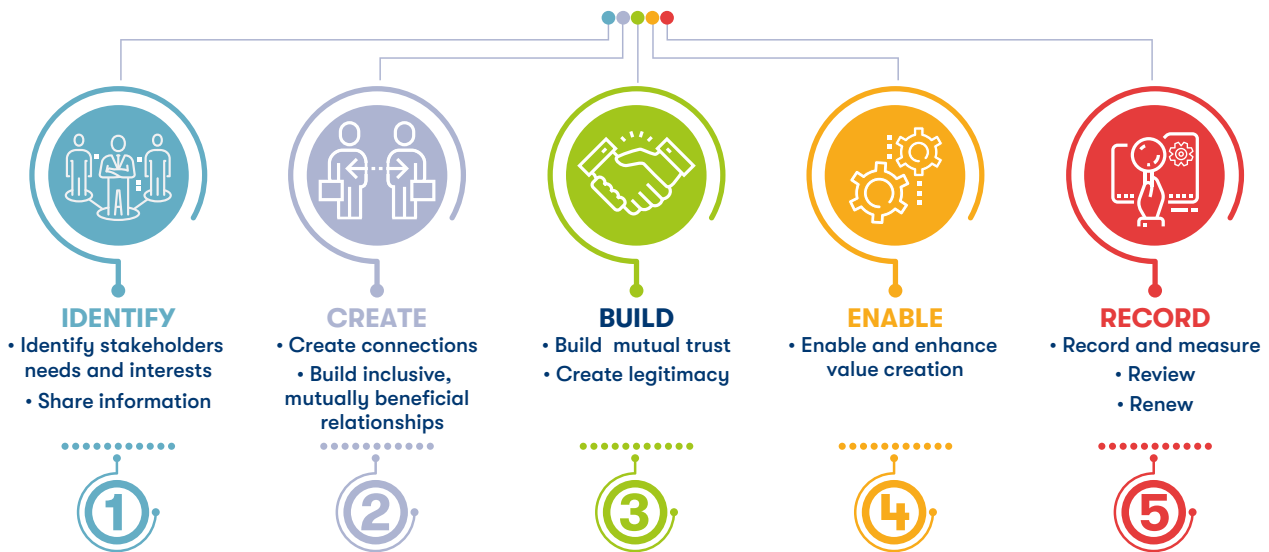 IDENTIFY
• Identify stakeholders
needs and interests
• Share information
1
CREATE
• Create connections
• Build inclusive,
mutually beneficial
relationships
2
BUILD
• Build  mutual trust
• Create legitimacy
3
ENABLE
• Enable and enhance
value creation
4
RECORD
• Record and measure
• Review
• Renew
5